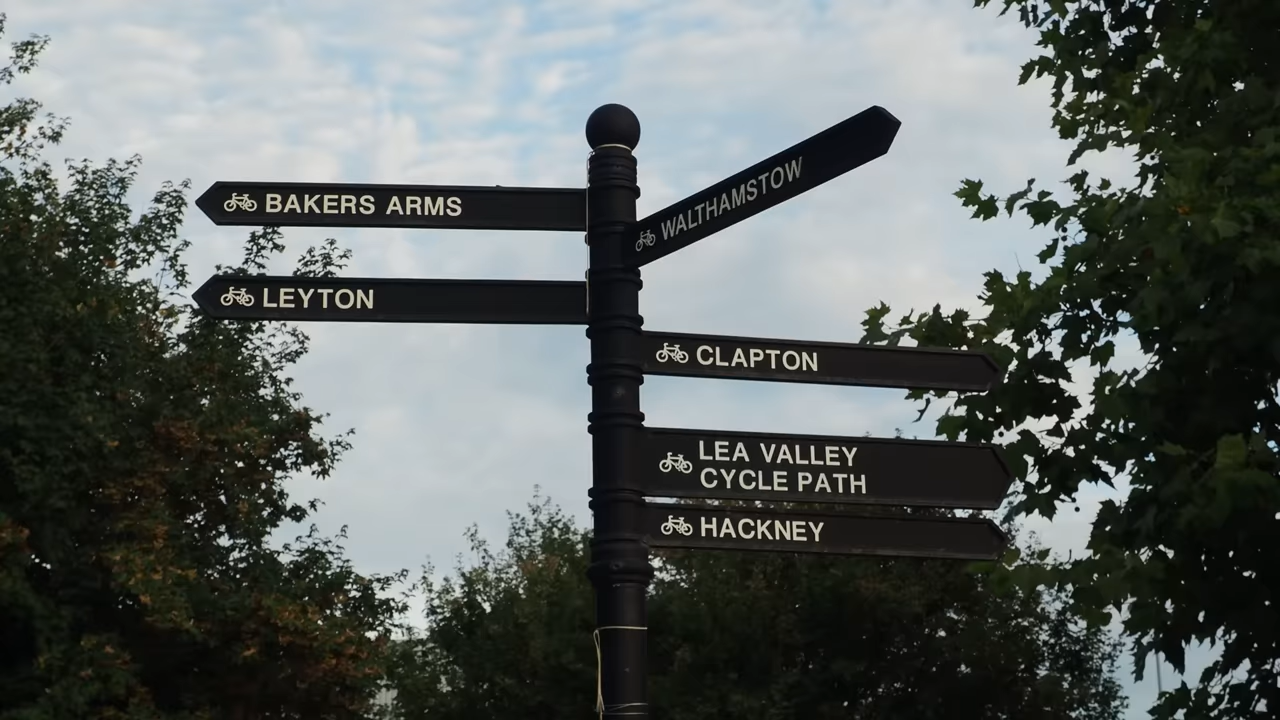 BAKERS ARMS
WALTHAMSTOW
LEYTON
CLAPTON
LEA VALLEY
CYCLE PATH
HACKNEY